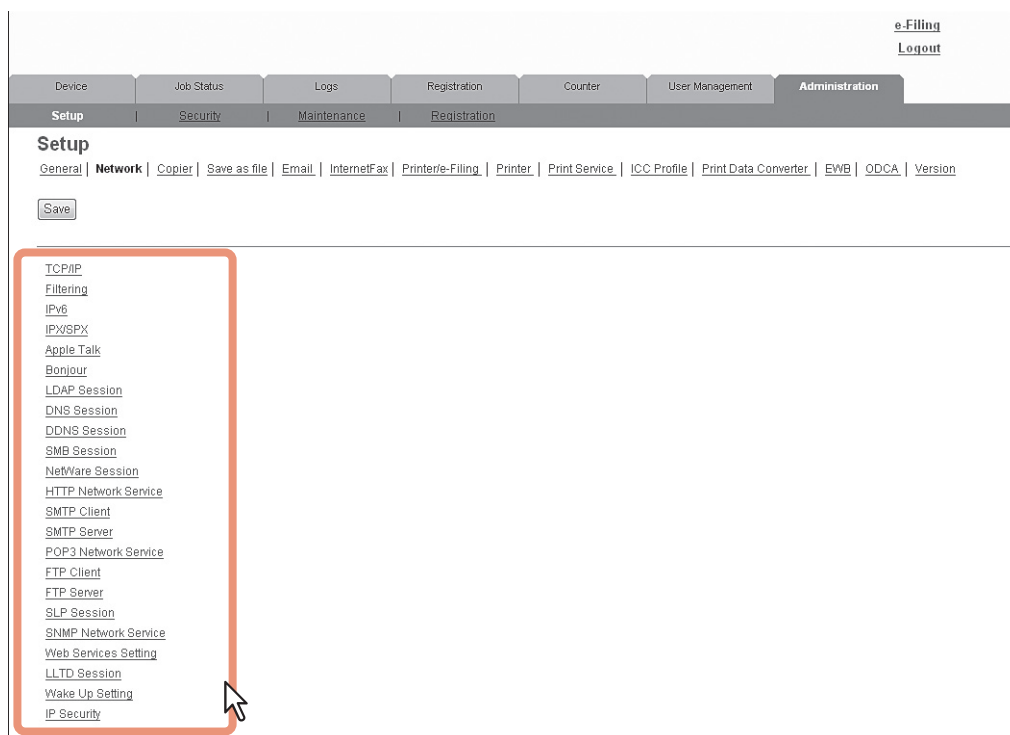 e-Filing
Logout
Device Job Status Logs Registration Counter User Management Administration
Setup | Security | Maintenance | Registration
Setup
General | Network | Copier | Save as file | Email | InternetFax | Printer/e-Filing | Printer | Print Service | ICC Profile | Print Data Converter | EWB | ODCA | Version
Save
TCP/IP
Filtering
IPv6
IPX/SPX
Apple Talk
Bonjour
LDAP Session
DNS Session
DDNS Session
SMB Session
NetWare Session
HTTP Network Service
SMTP Client
SMTP Server
POP3 Network Service
FTP Client
FTP Server
SLP Session
SNMP Network Service
Web Services Setting
LLTD Session
Wake Up Setting
IP Security